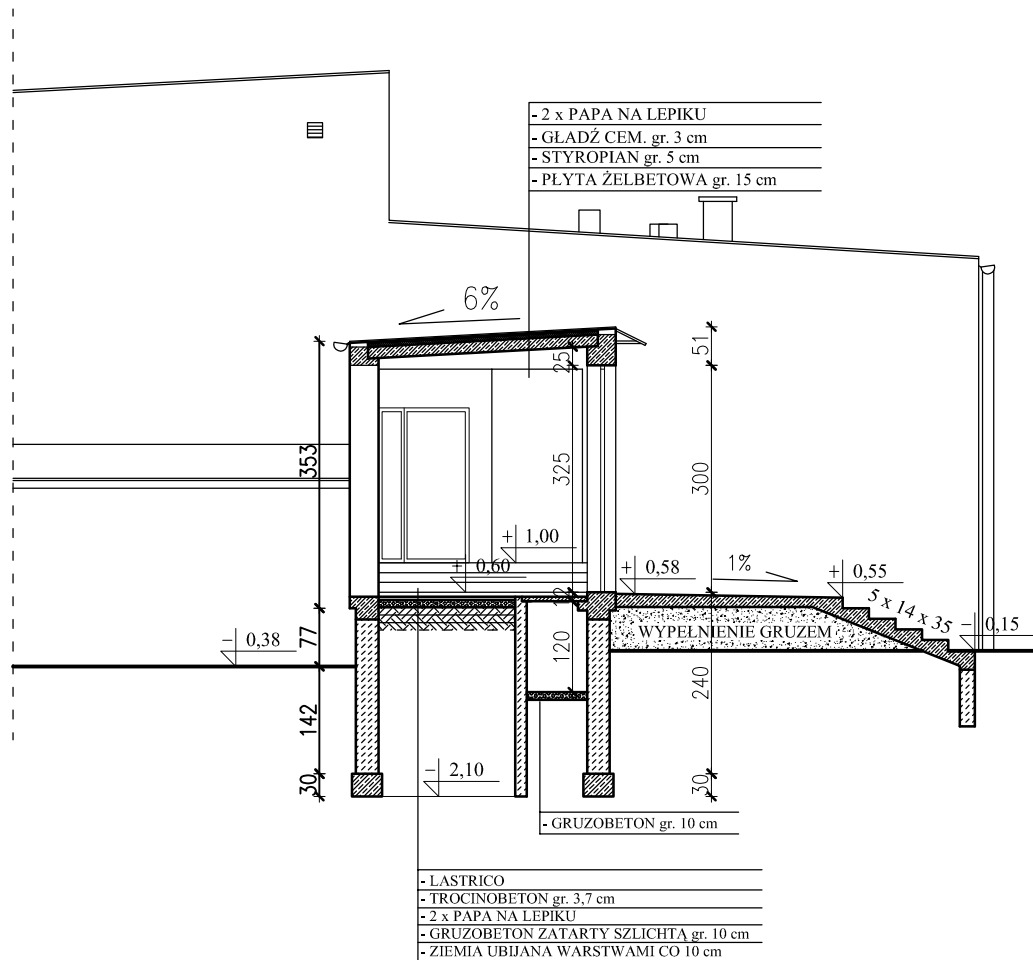 - 2 x PAPA NA LEPIKU
- GŁADŹ CEM. gr. 3 cm
- STYROPIAN gr. 5 cm
- PŁYTA ŻELBETOWA gr. 15 cm
6%
51
25
353
325
300
+ 1,00
+ 0,60
+ 0,58
1%
+ 0,55
5 x 14 x 35
12
WYPEŁNIENIE GRUZEM
- 0,15
- 0,38
77
120
240
142
- 2,10
30
30
- GRUZOBETON gr. 10 cm
- LASTRICO
- TROCINOBETON gr. 3,7 cm
- 2 x PAPA NA LEPIKU
- GRUZOBETON ZATARTY SZLICHTĄ gr. 10 cm
- ZIEMIA UBIJANA WARSTWAMI CO 10 cm